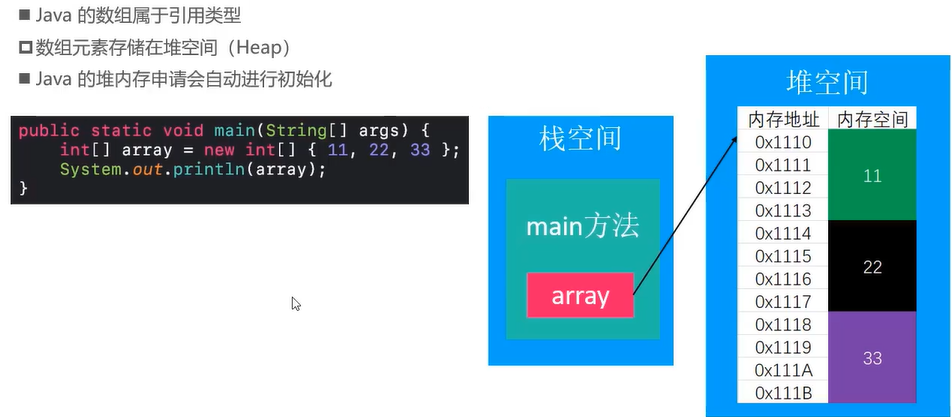 Java 的数组属于引用类型
数组元素存储在堆空间（Heap）
Java 的堆内存申请会自动进行初始化
public static void main(String[] args) {
    int[] array = new int[] { 11, 22, 33 };
    System.out.println(array);
}
栈空间
main方法
array
堆空间
内存地址 内存空间
0x1110
0x1111
11
0x1112
0x1113
0x1114
0x1115
22
0x1116
0x1117
0x1118
0x1119
33
0x111A
0x111B